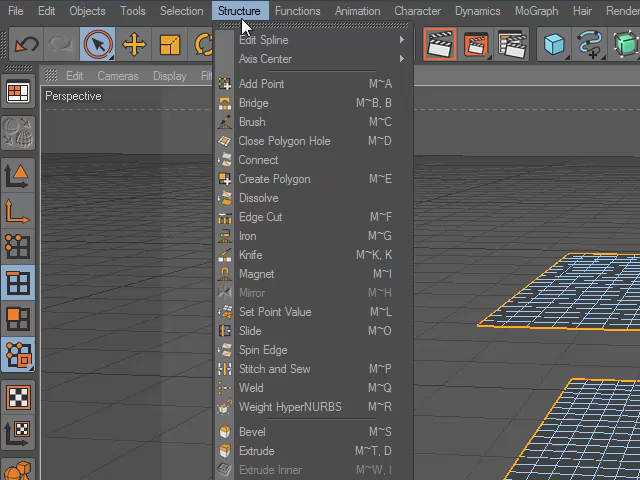 File Edit Objects Tools Selection Structure Functions Animation Character Dynamics MoGraph Hair Render
Edit Cameras Display
Perspective
Edit Spline
Axis Center
Add Point M~A
Bridge M~B, B
Brush M~C
Close Polygon Hole M~D
Connect
Create Polygon M~E
Dissolve
Edge Cut M~F
Iron M~G
Knife M~K, K
Magnet M~I
Mirror M~H
Set Point Value M~L
Slide M~O
Spin Edge
Stitch and Sew M~P
Weld M~Q
Weight HyperNURBS M~R
Bevel M~S
Extrude M~T, D
Extrude Inner M~W, I